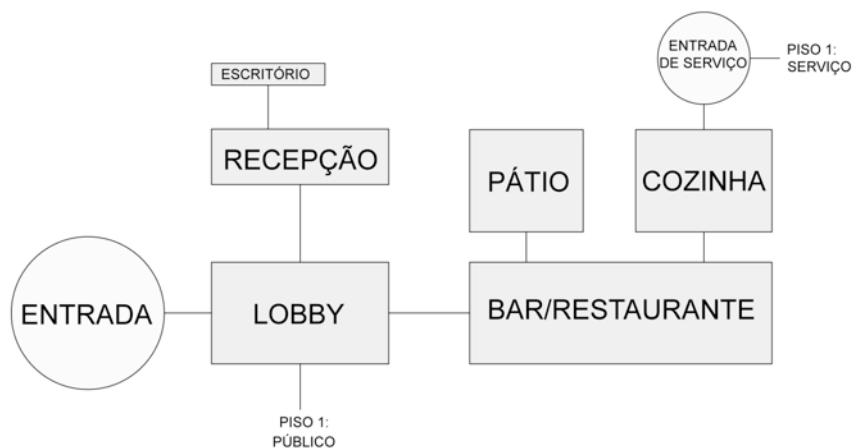 ENTRADA
DE SERVIÇO
PISO 1:
SERVIÇO
ESCRITÓRIO
RECEPÇÃO
PÁTIO
COZINHA
ENTRADA
LOBBY
BAR/RESTAURANTE
PISO 1:
PÚBLICO